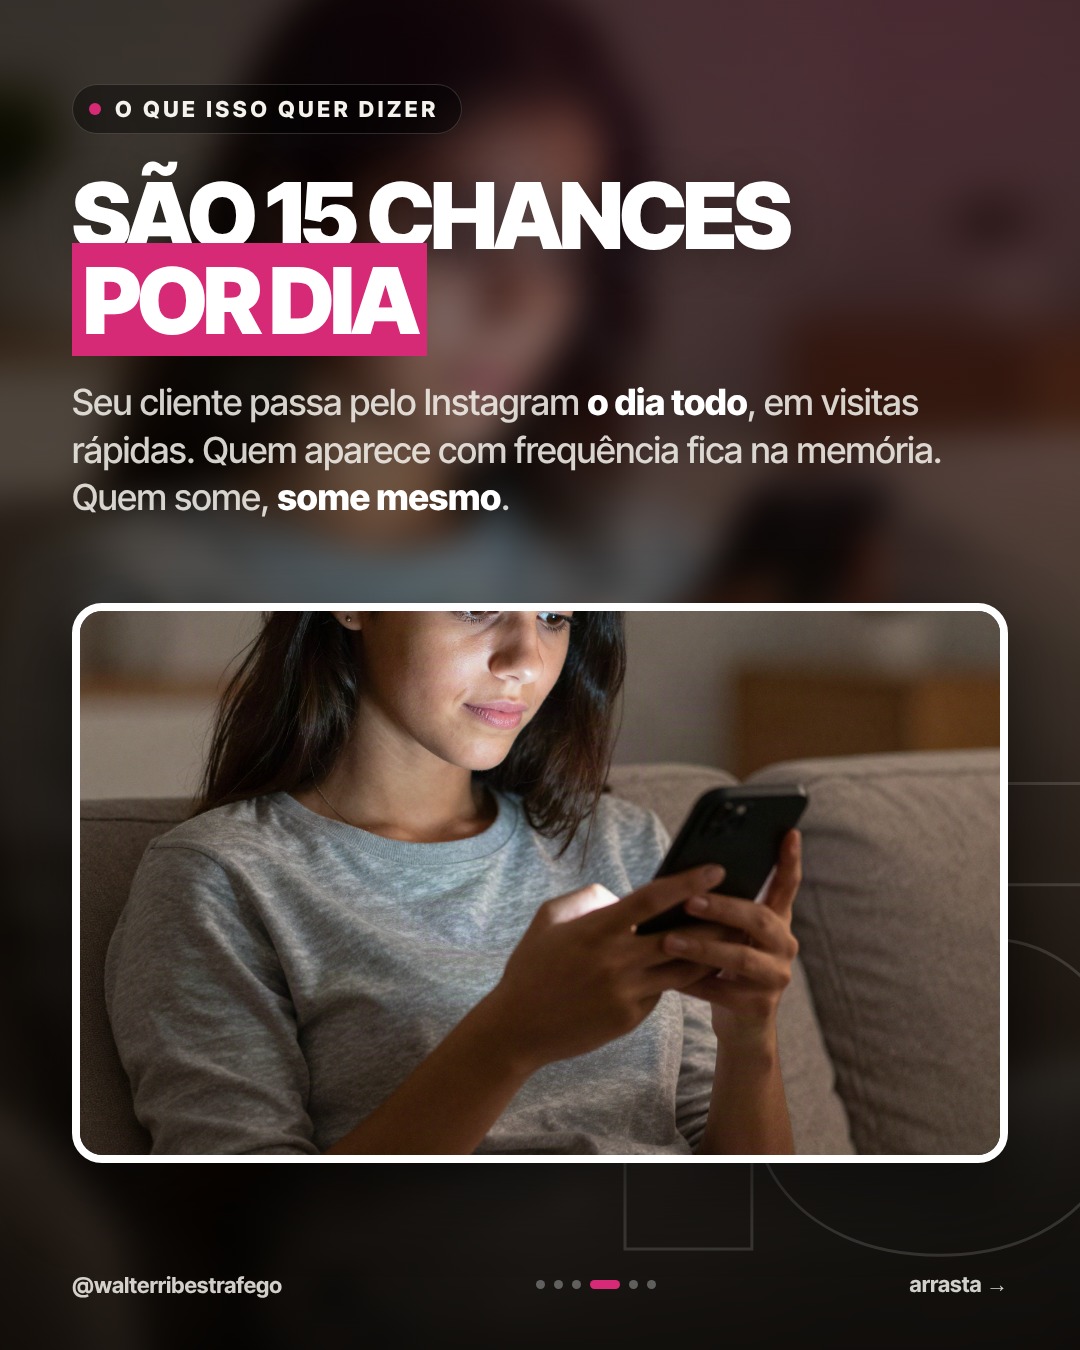 O QUE ISSO QUER DIZER
SÃO 15 CHANCES
POR DIA
Seu cliente passa pelo Instagram o dia todo, em visitas
rápidas. Quem aparece com frequência fica na memória.
Quem some, some mesmo.
@walterribestrafego
arrasta →